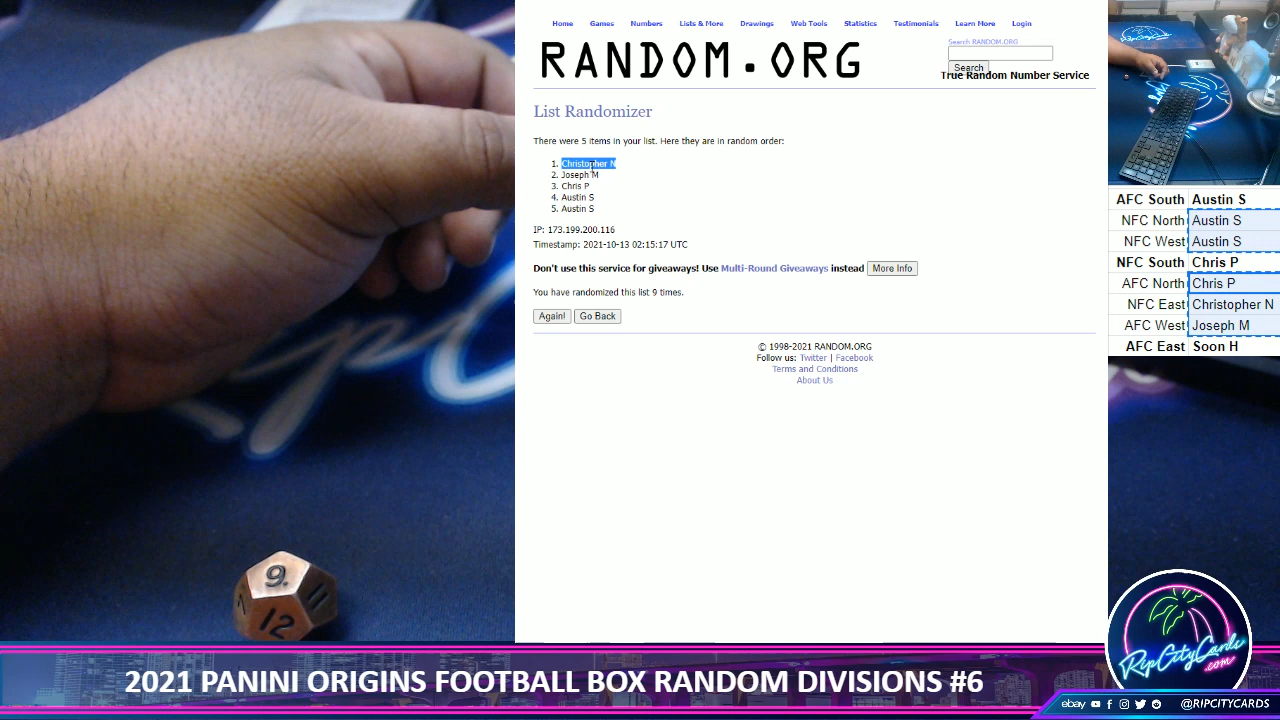 Home Games Numbers Lists & More Drawings Web Tools Statistics Testimonials Learn More Login
RANDOM.ORG
Search RANDOM.ORG
Search
True Random Number Service
List Randomizer
There were 5 items in your list. Here they are in random order:
1. Christopher N
2. Joseph M
3. Chris P
4. Austin S
5. Austin S
IP: 173.199.200.116
Timestamp: 2021-10-13 02:15:17 UTC
Don't use this service for giveaways! Use Multi-Round Giveaways instead More Info
You have randomized this list 9 times.
Again! Go Back
© 1998-2021 RANDOM.ORG
Follow us: Twitter | Facebook
Terms and Conditions
About Us
AFC South Austin S
NFC North Austin S
NFC West Austin S
NFC South Chris P
AFC North Chris P
NFC East Christopher N
AFC West Joseph M
AFC East Soon H
9.
11
12
RipCityCards
.com
2021 PANINI ORIGINS FOOTBALL BOX RANDOM DIVISIONS #6
ebay @RIPCITYCARDS